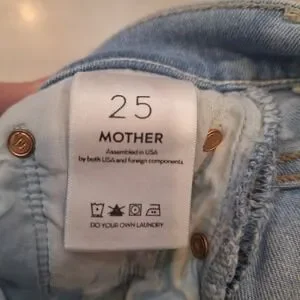 25
MOTHER
Assembled in USA
by both USA and foreign components
DO YOUR OWN LAUNDRY